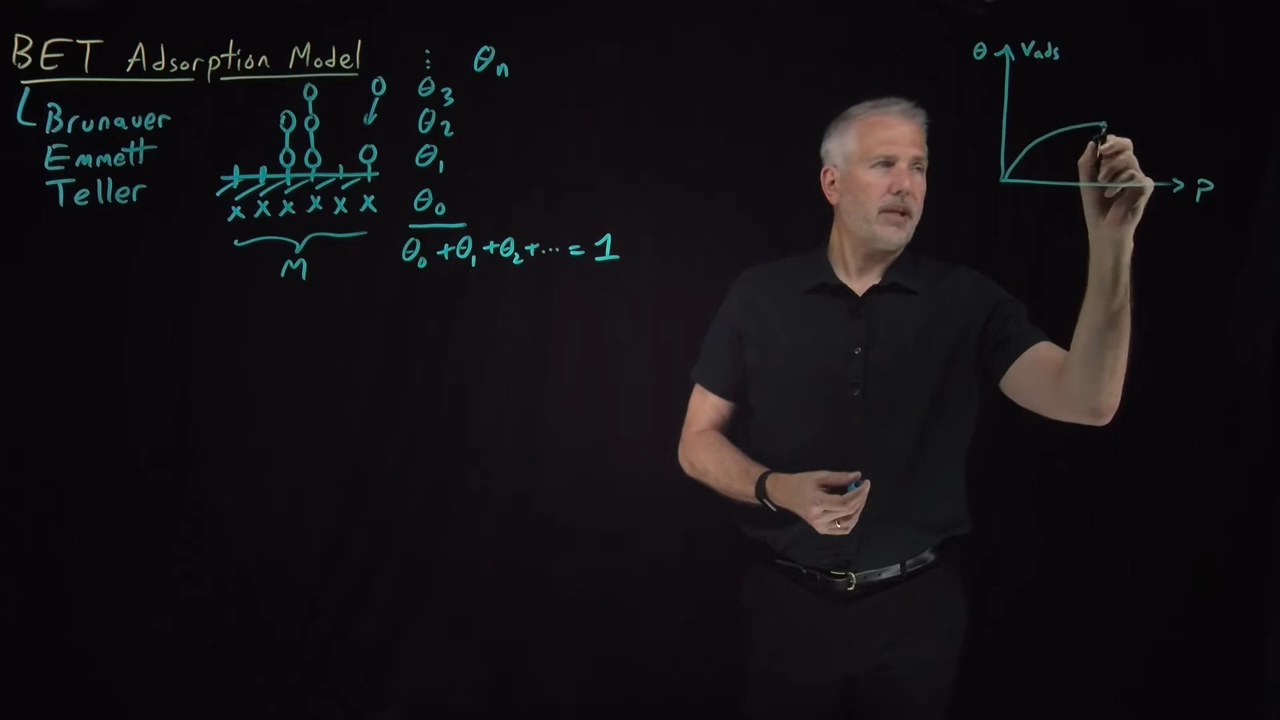 BET Adsorption Model
Brunauer
Emmett
Teller
x x x x x x
M
⋮ θn
θ3
θ2
θ1
θ0
θ0 + θ1 + θ2 + ⋯ = 1
θ Vads
P